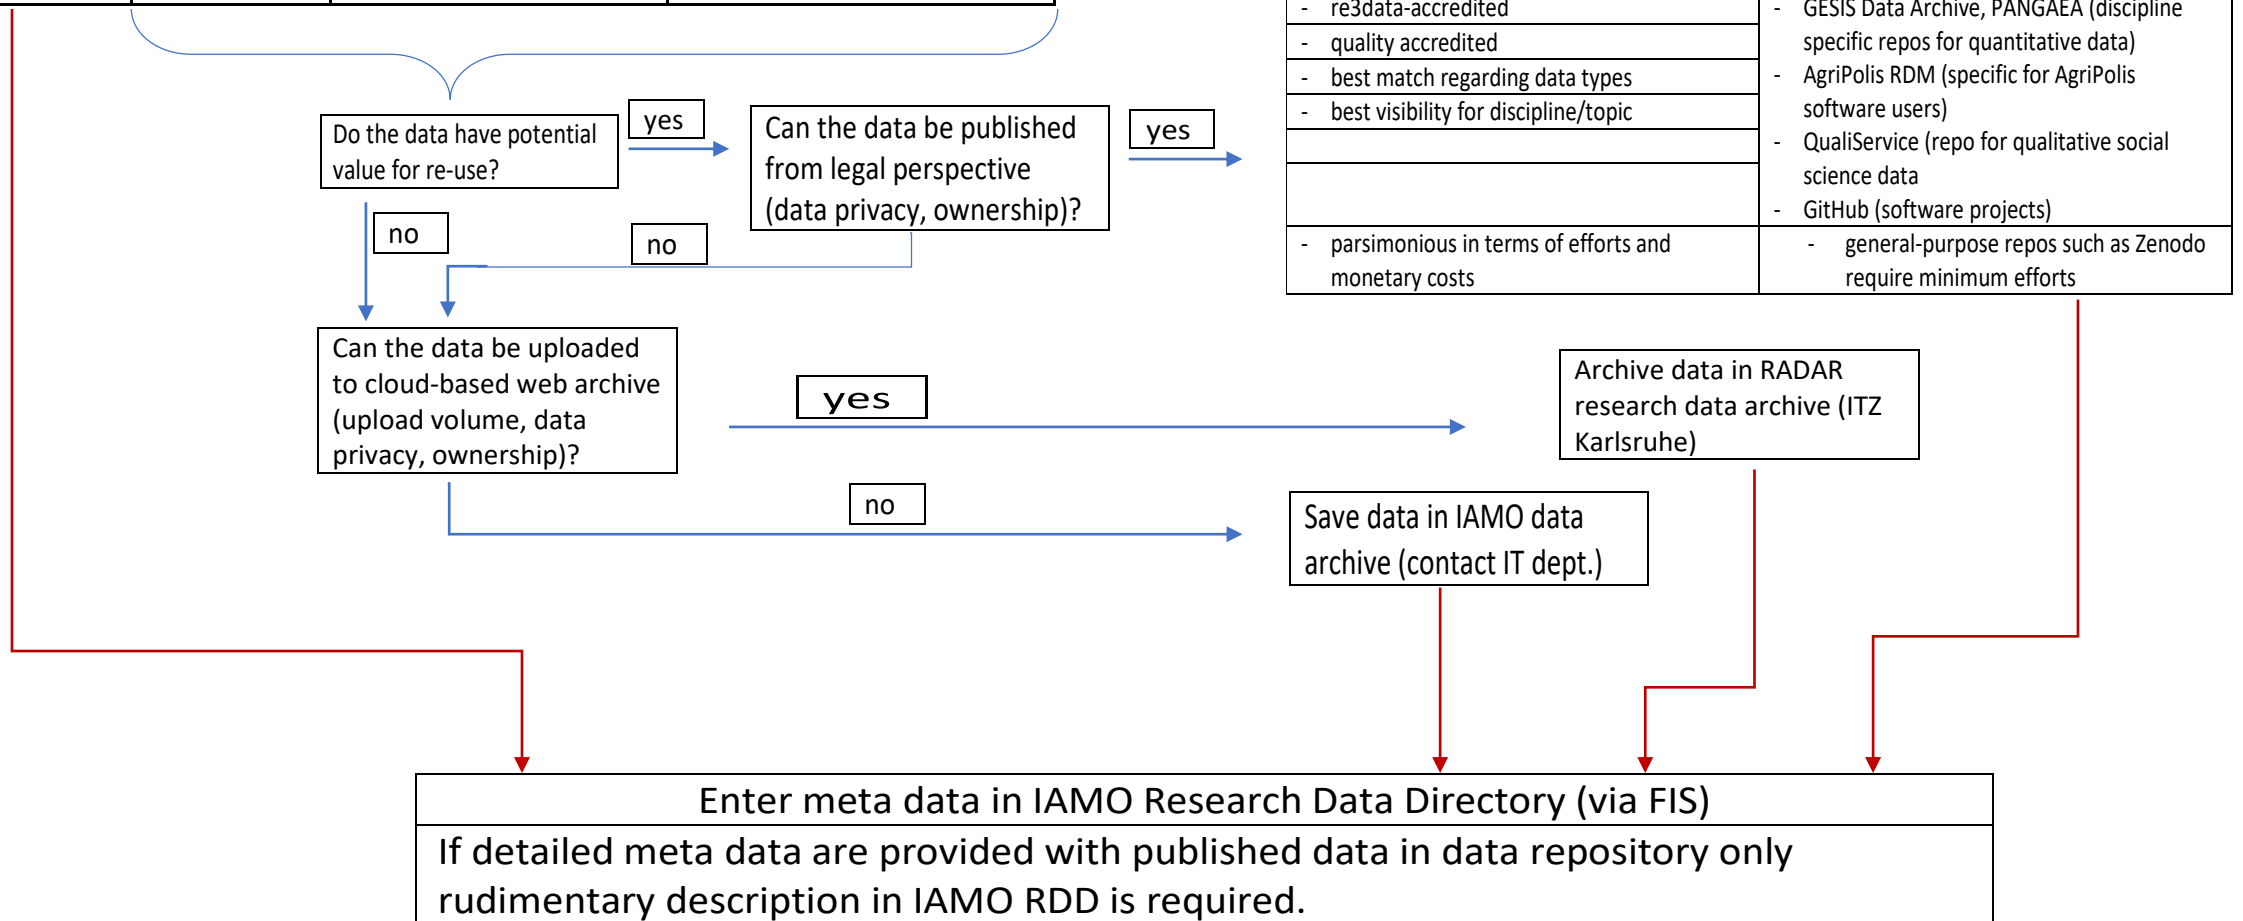 - re3data-accredited
- quality accredited
- best match regarding data types
- best visibility for discipline/topic
- parsimonious in terms of efforts and
monetary costs
- GESIS Data Archive, PANGAEA (discipline
specific repos for quantitative data)
- AgriPolis RDM (specific for AgriPolis
software users)
- QualiService (repo for qualitative social
science data
- GitHub (software projects)
- general-purpose repos such as Zenodo
require minimum efforts
Do the data have potential
value for re-use?
yes
Can the data be published
from legal perspective
(data privacy, ownership)?
yes
no
no
Can the data be uploaded
to cloud-based web archive
(upload volume, data
privacy, ownership)?
yes
Archive data in RADAR
research data archive (ITZ
Karlsruhe)
no
Save data in IAMO data
archive (contact IT dept.)
Enter meta data in IAMO Research Data Directory (via FIS)
If detailed meta data are provided with published data in data repository only
rudimentary description in IAMO RDD is required.